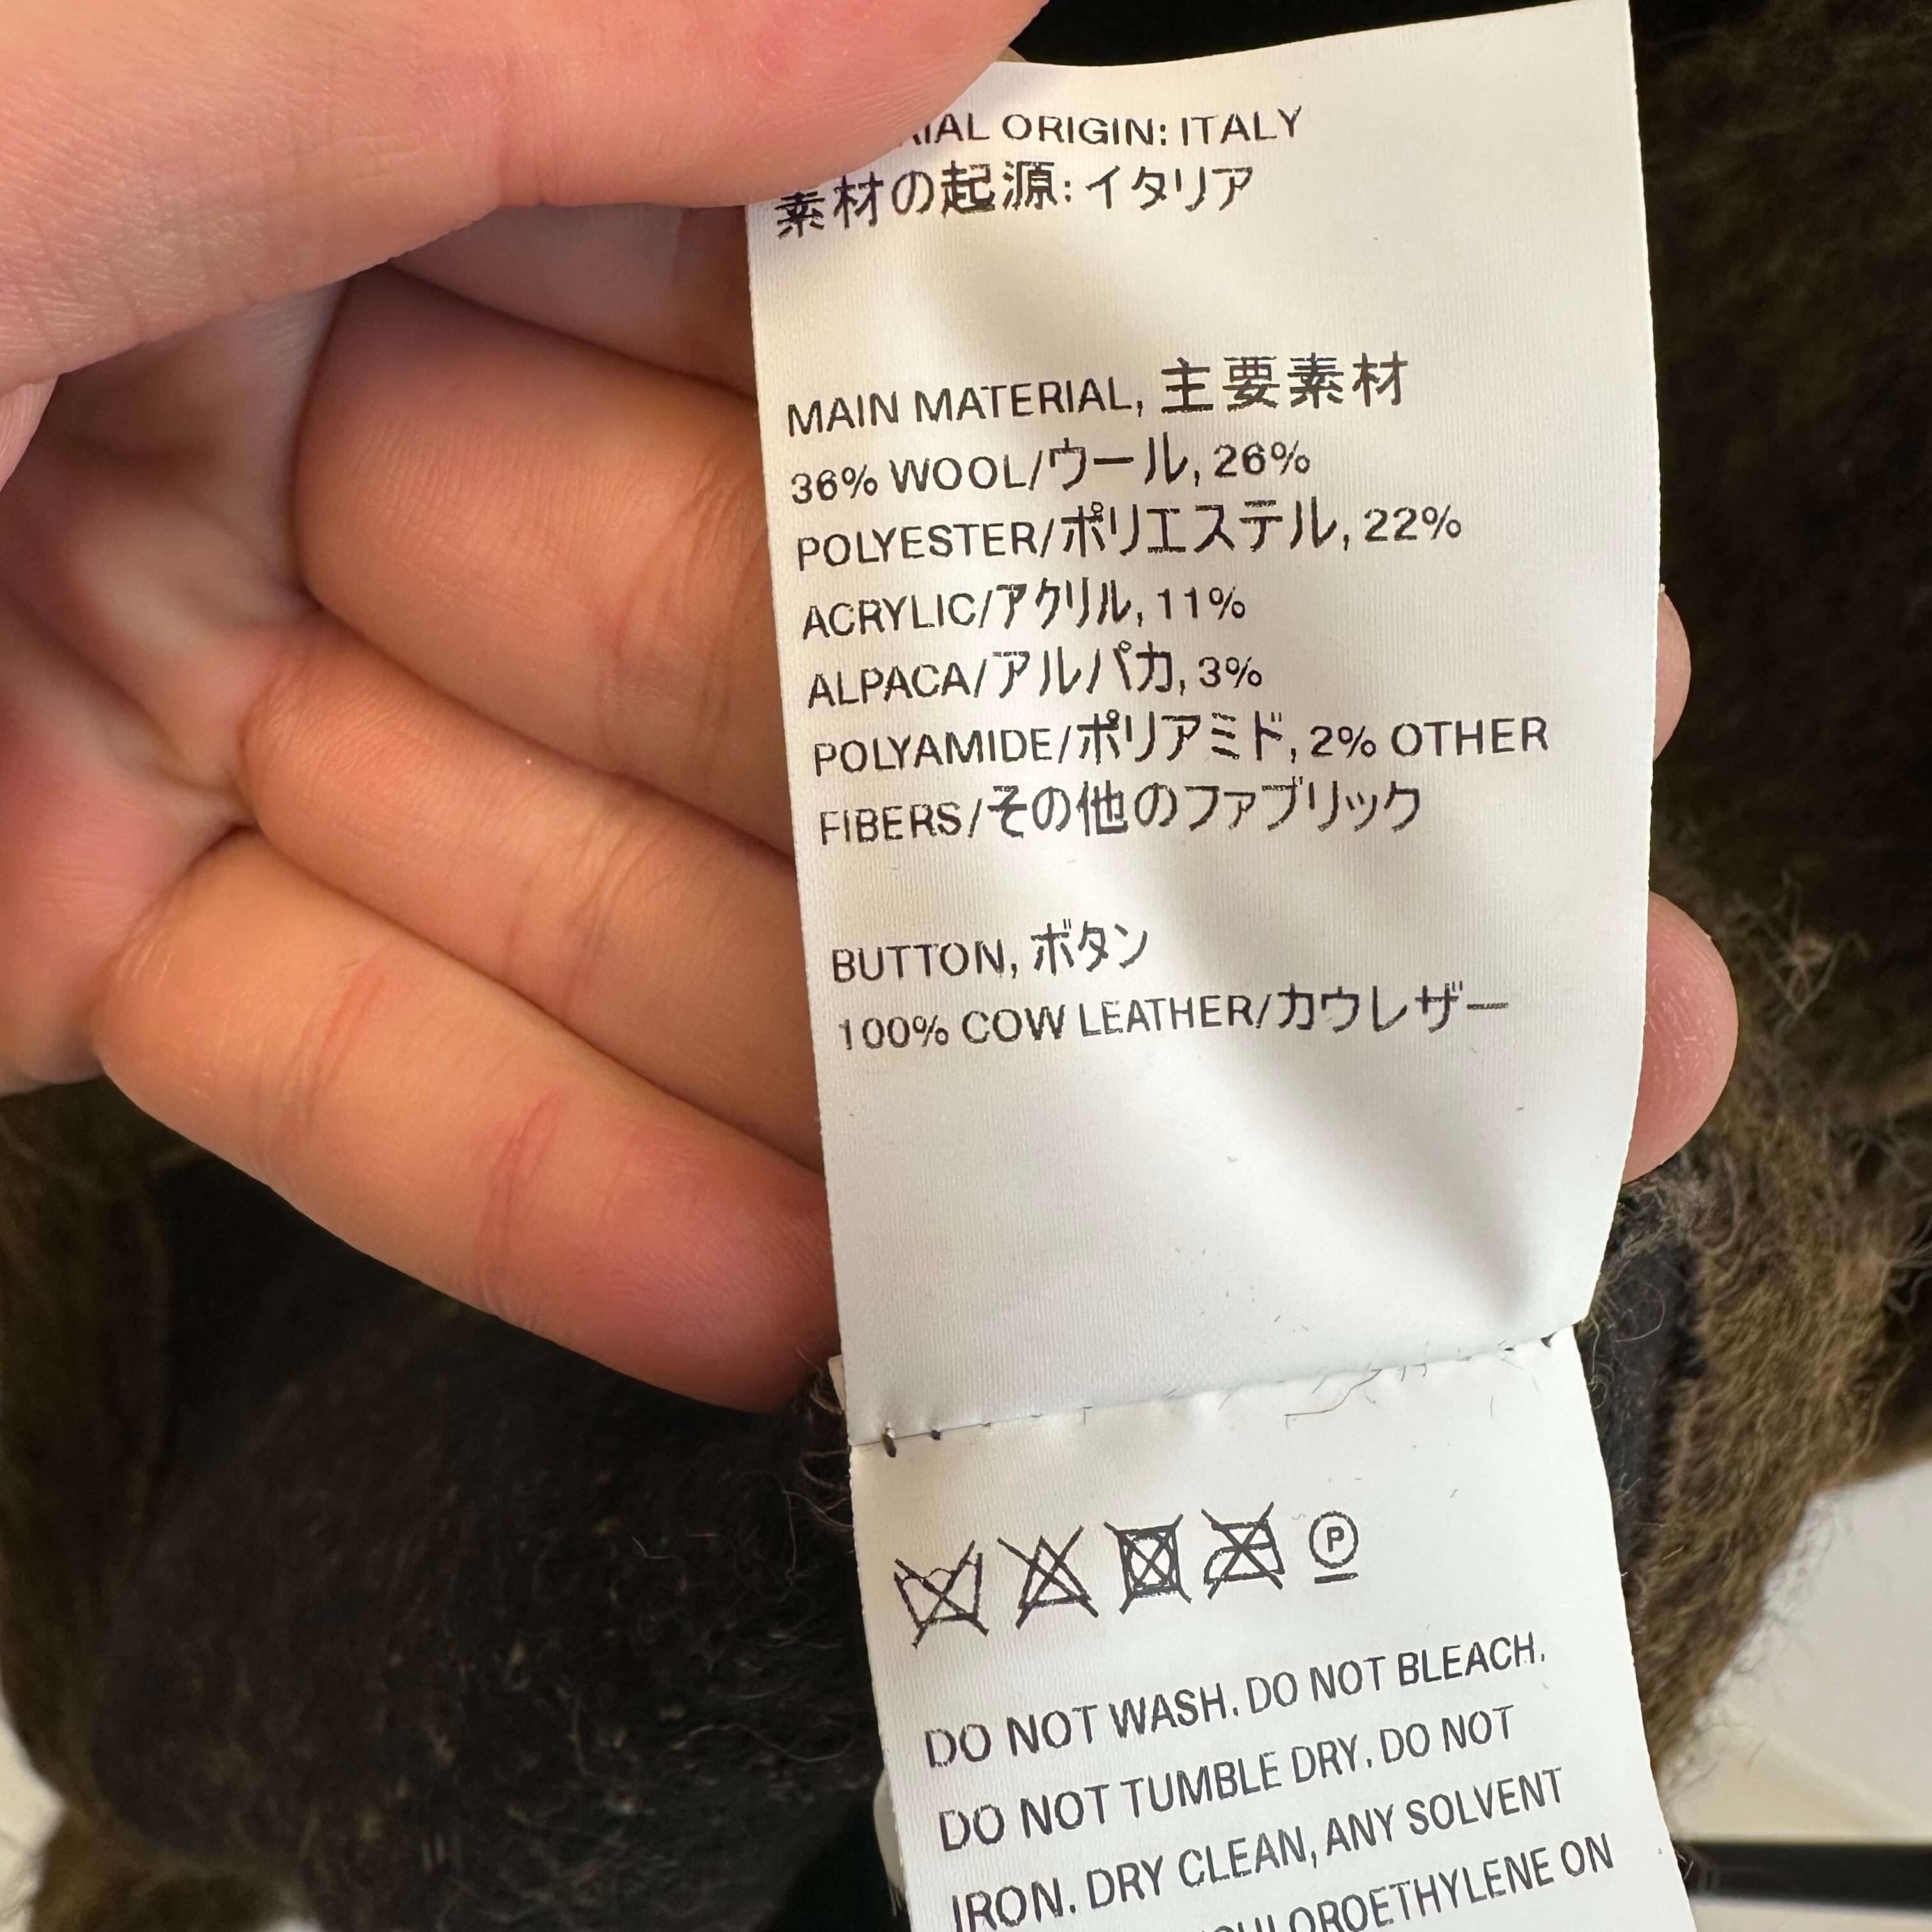 ORIGIN: ITALY
素材の起源: イタリア
MAIN MATERIAL, 主要素材
36% WOOL/ウール, 26%
POLYESTER/ポリエステル, 22%
ACRYLIC/アクリル, 11%
ALPACA/アルパカ, 3%
POLYAMIDE/ポリアミド, 2% OTHER
FIBERS/その他のファブリック
BUTTON, ボタン
100% COW LEATHER/カウレザー
P
DO NOT WASH. DO NOT BLEACH.
DO NOT TUMBLE DRY. DO NOT
IRON. DRY CLEAN, ANY SOLVENT
ON